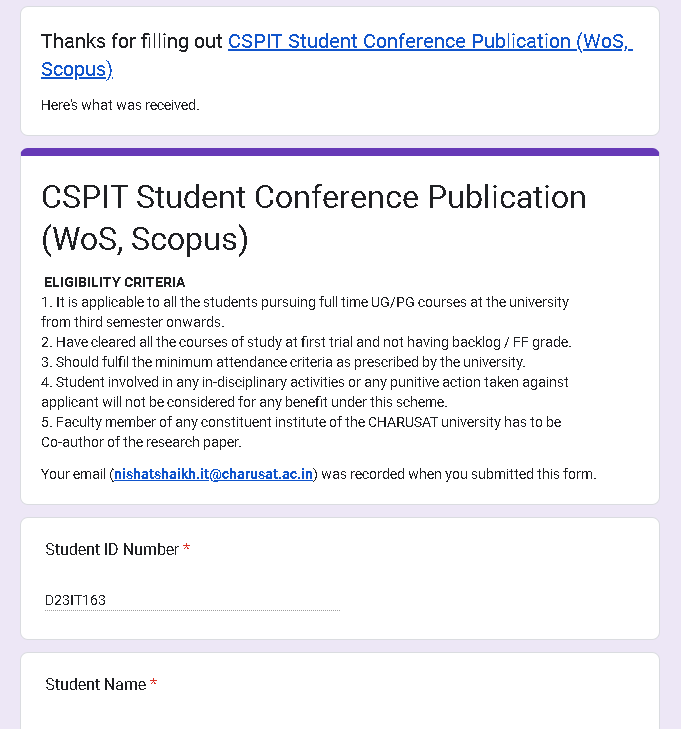 Thanks for filling out CSPIT Student Conference Publication (WoS,
Scopus)
Here's what was received.
CSPIT Student Conference Publication
(WoS, Scopus)
ELIGIBILITY CRITERIA
1. It is applicable to all the students pursuing full time UG/PG courses at the university
from third semester onwards.
2. Have cleared all the courses of study at first trial and not having backlog / FF grade.
3. Should fulfil the minimum attendance criteria as prescribed by the university.
4. Student involved in any in-disciplinary activities or any punitive action taken against
applicant will not be considered for any benefit under this scheme.
5. Faculty member of any constituent institute of the CHARUSAT university has to be
Co-author of the research paper.
Your email (nishatshaikh.it@charusat.ac.in) was recorded when you submitted this form.
Student ID Number *
D23IT163
Student Name *